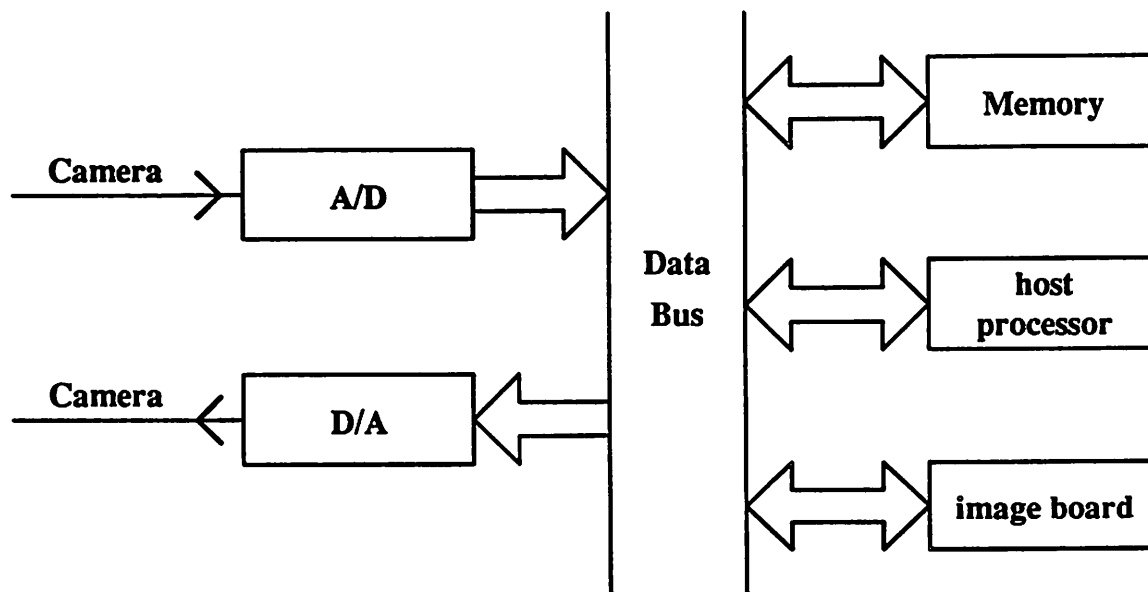 Camera
A/D
Camera
D/A
Data
Bus
Memory
host
processor
image board